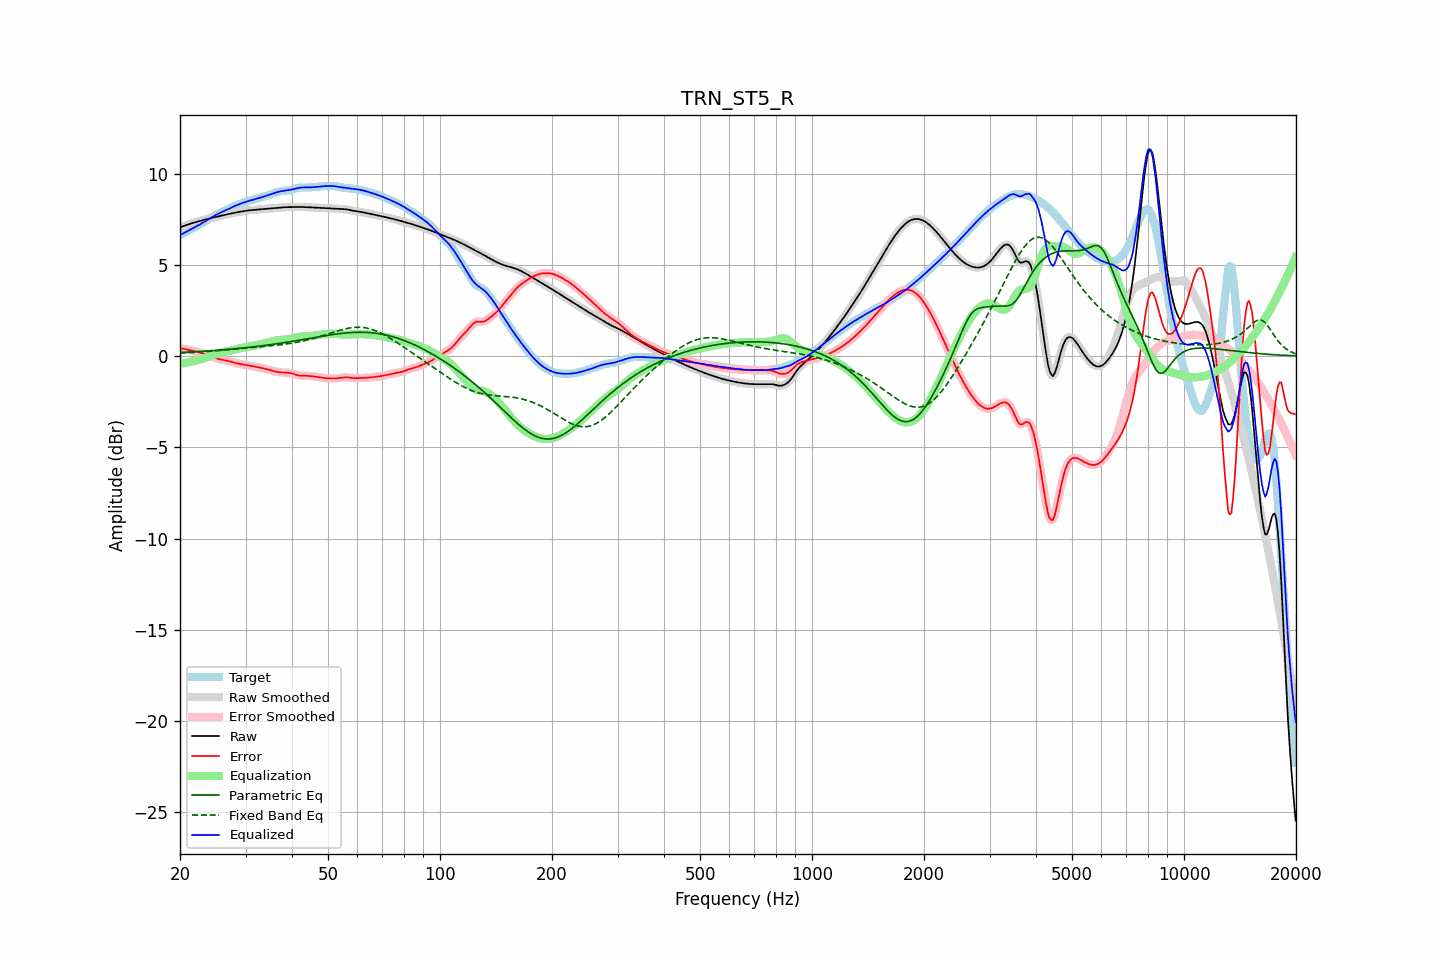 TRN_ST5_R
Amplitude (dBr)
10
5
0
−5
−10
−15
−20
−25
Target
Raw Smoothed
Error Smoothed
Raw
Error
Equalization
Parametric Eq
Fixed Band Eq
Equalized
20 50 100 200 500 1000 2000 5000 10000 20000
Frequency (Hz)